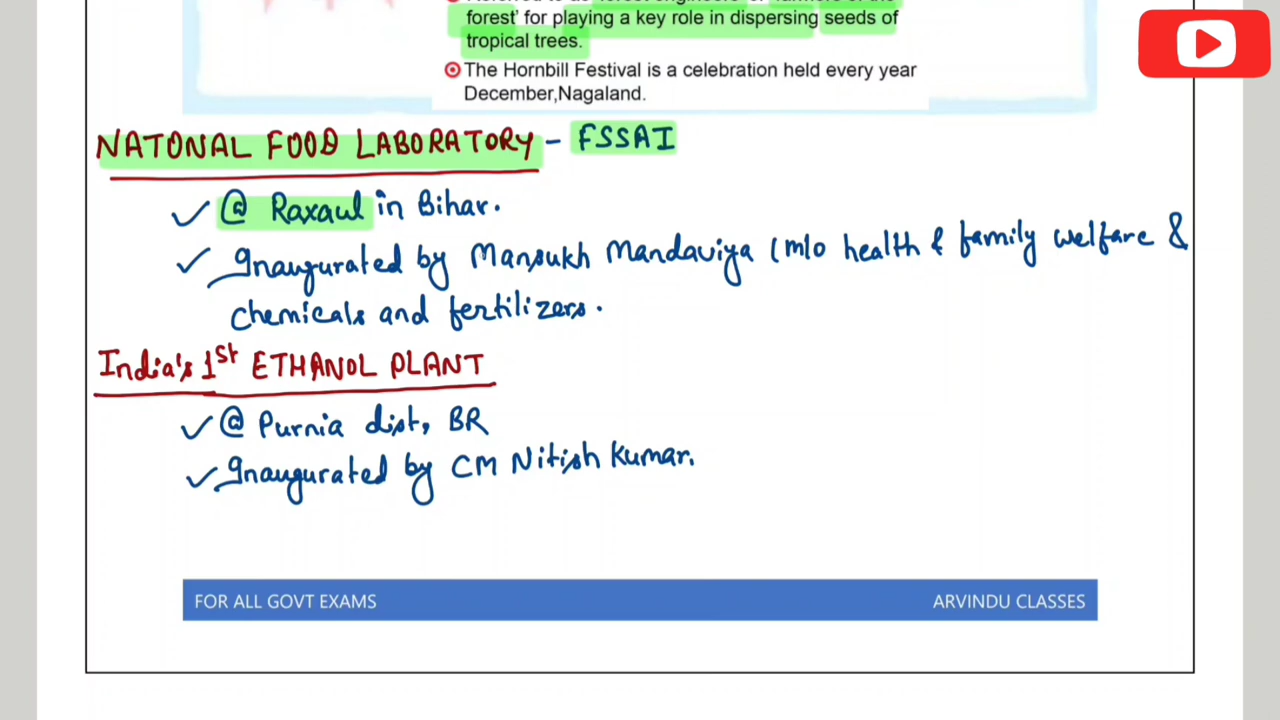 forest' for playing a key role in dispersing seeds of
tropical trees.
The Hornbill Festival is a celebration held every year
December,Nagaland.
NATONAL FOOD LABORATORY - FSSAI
@ Raxaul in Bihar.
Inaugurated by Mansukh Mandaviya (m/o health & family welfare &
chemicals and fertilizers.
India's 1st ETHANOL PLANT
@ Purnia dist, BR
Inaugurated by CM Nitish Kumar.
FOR ALL GOVT EXAMS ARVINDU CLASSES